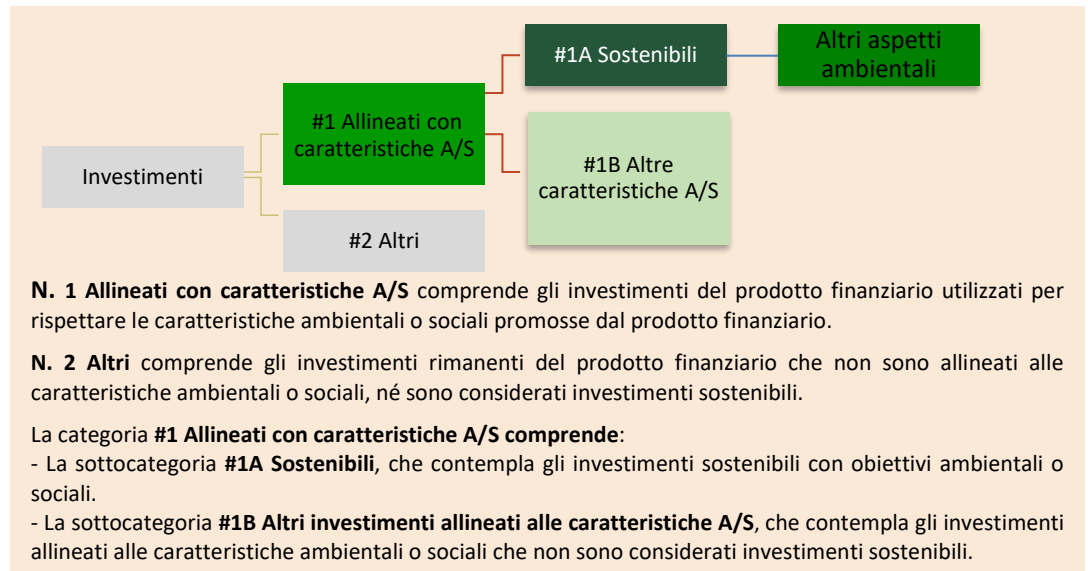 #1A Sostenibili
Altri aspetti
ambientali
#1 Allineati con
caratteristiche A/S
#1B Altre
caratteristiche A/S
Investimenti
#2 Altri
N. 1 Allineati con caratteristiche A/S comprende gli investimenti del prodotto finanziario utilizzati per
rispettare le caratteristiche ambientali o sociali promosse dal prodotto finanziario.
N. 2 Altri comprende gli investimenti rimanenti del prodotto finanziario che non sono allineati alle
caratteristiche ambientali o sociali, né sono considerati investimenti sostenibili.
La categoria #1 Allineati con caratteristiche A/S comprende:
- La sottocategoria #1A Sostenibili, che contempla gli investimenti sostenibili con obiettivi ambientali o
sociali.
- La sottocategoria #1B Altri investimenti allineati alle caratteristiche A/S, che contempla gli investimenti
allineati alle caratteristiche ambientali o sociali che non sono considerati investimenti sostenibili.